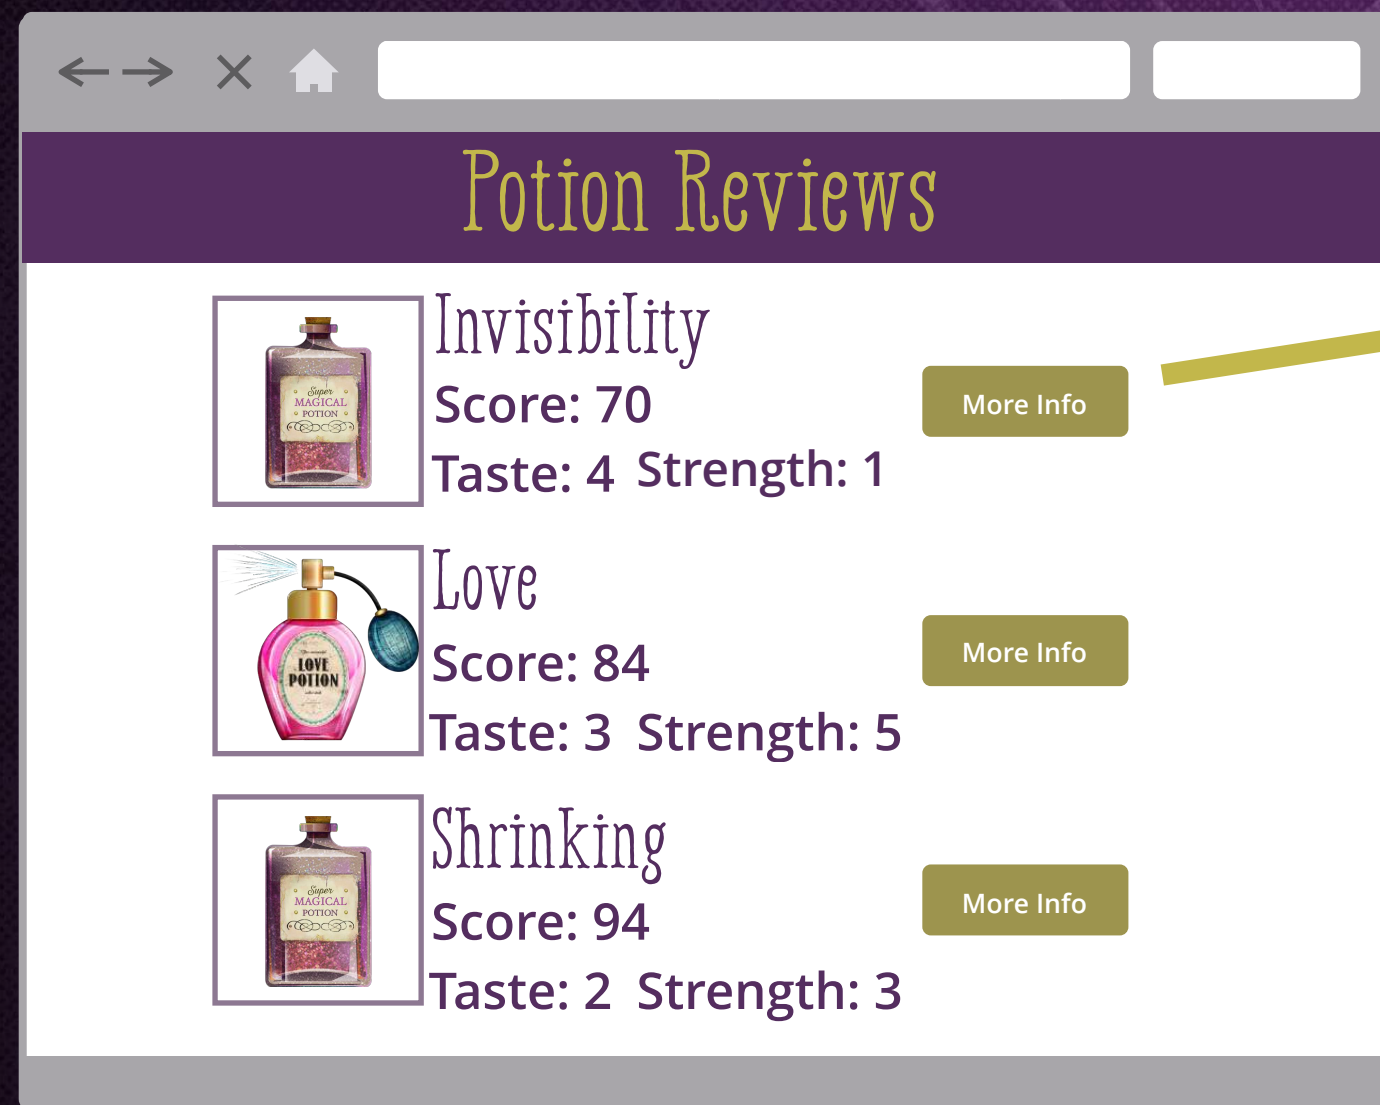 Potion Reviews
Invisibility
Score: 70
Taste: 4 Strength: 1
More Info
Super
MAGICAL
POTION
Love
Score: 84
Taste: 3 Strength: 5
More Info
LOVE
POTION
Shrinking
Score: 94
Taste: 2 Strength: 3
More Info
Super
MAGICAL
POTION